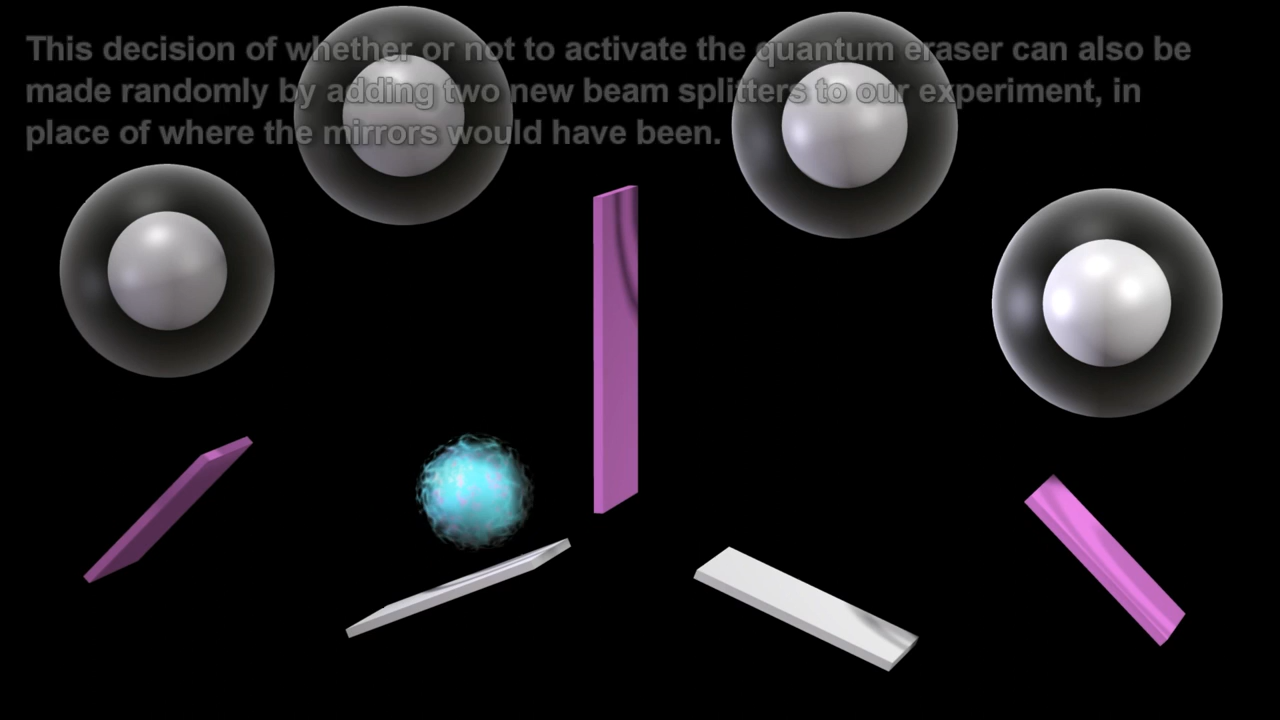 This decision of whether or not to activate the quantum eraser can also be
made randomly by adding two new beam splitters to our experiment, in
place of where the mirrors would have been.